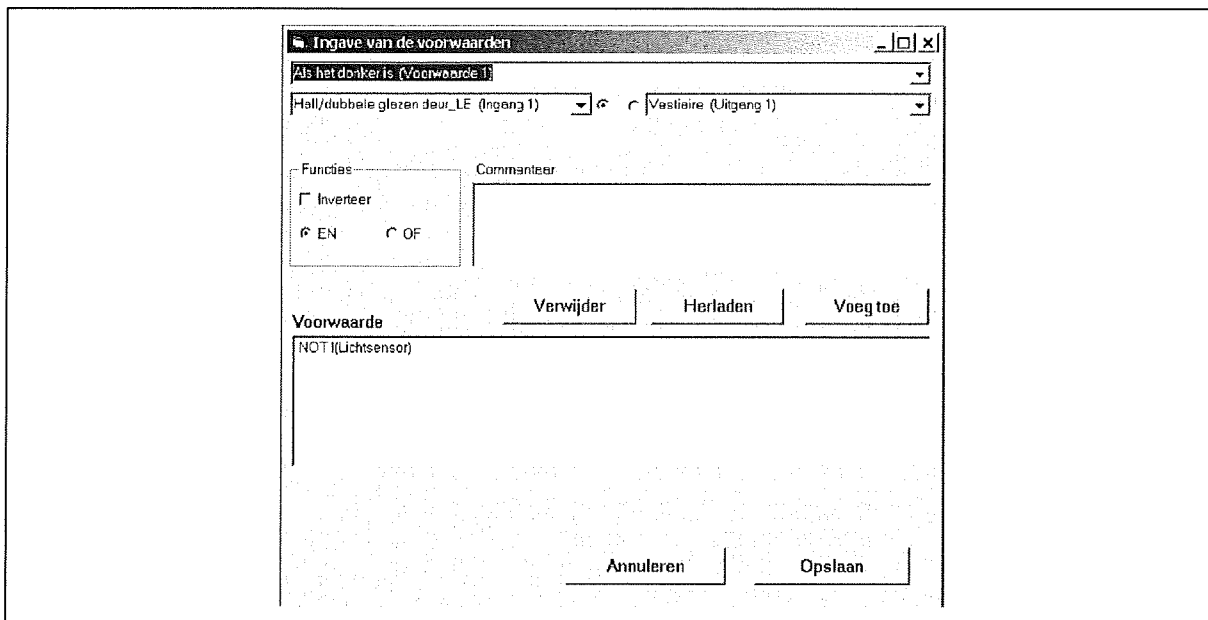 Ingave van de voorwaarden
Als het donker is (Voorwaarde 1)
Hall/dubbele glazen deur_LE (Ingang 1) Vestiaire (Uitgang 1)
Functies Commentaar
Inverteer
EN OF
Verwijder Herladen Voeg toe
Voorwaarde
NOT I(Lichtsensor)
Annuleren Opslaan